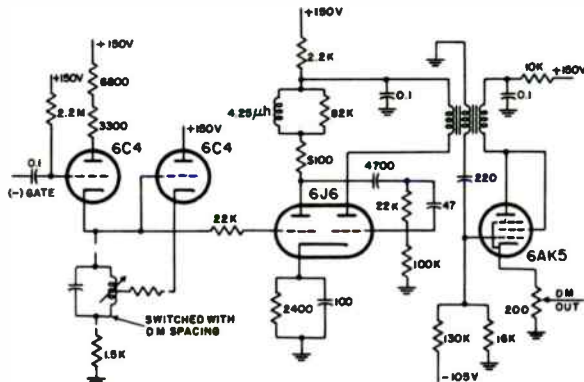 +150V
+150V
+150V
2.2M
6800
2.2K
3300
10K
+150V
+150V
0.1
0.1
4.25μh
82K
6C4
6C4
0.1
(-) GATE
5100
4700
6J6
22K
22K
47
220
6AK5
100K
DM
OUT
200
2400
100
SWITCHED WITH
DM SPACING
1.5K
130K
16K
-105V